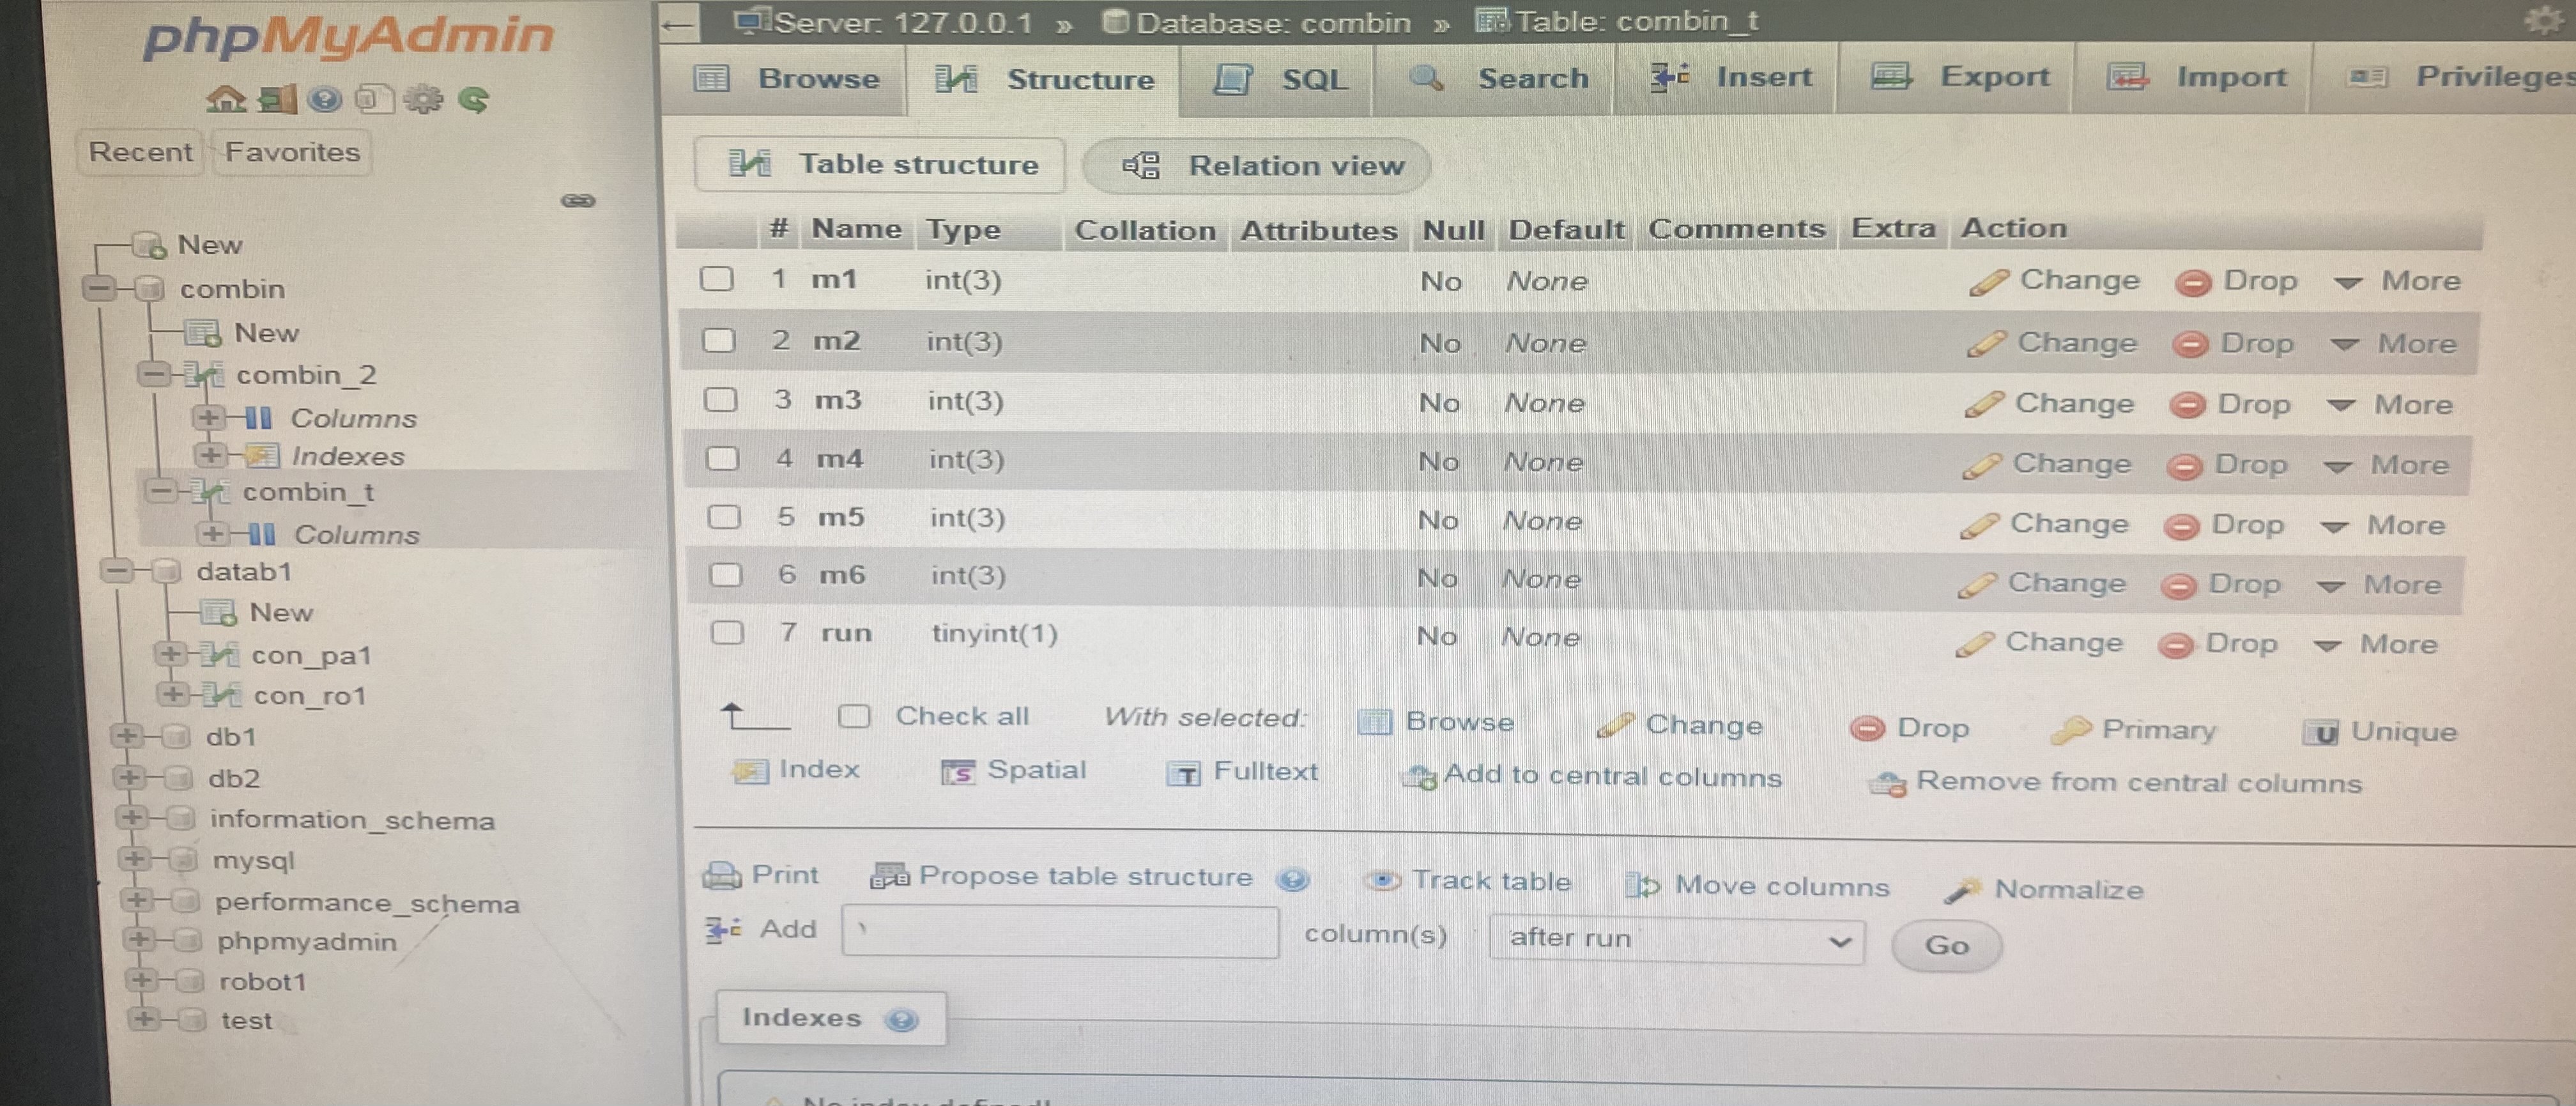 phpMyAdmin
Recent Favorites
New
combin
New
combin_2
Columns
Indexes
combin_t
Columns
datab1
New
con_pa1
con_ro1
db1
db2
information_schema
mysql
performance_schema
phpmyadmin
robot1
test
Server: 127.0.0.1 » Database: combin » Table: combin_t
Browse Structure SQL Search Insert Export Import Privileges
Table structure Relation view
# Name Type Collation Attributes Null Default Comments Extra Action
1 m1 int(3) No None Change Drop More
2 m2 int(3) No None Change Drop More
3 m3 int(3) No None Change Drop More
4 m4 int(3) No None Change Drop More
5 m5 int(3) No None Change Drop More
6 m6 int(3) No None Change Drop More
7 run tinyint(1) No None Change Drop More
Check all With selected: Browse Change Drop Primary Unique
Index Spatial Fulltext Add to central columns Remove from central columns
Print Propose table structure Track table Move columns Normalize
Add column(s) after run Go
Indexes
No index defined!